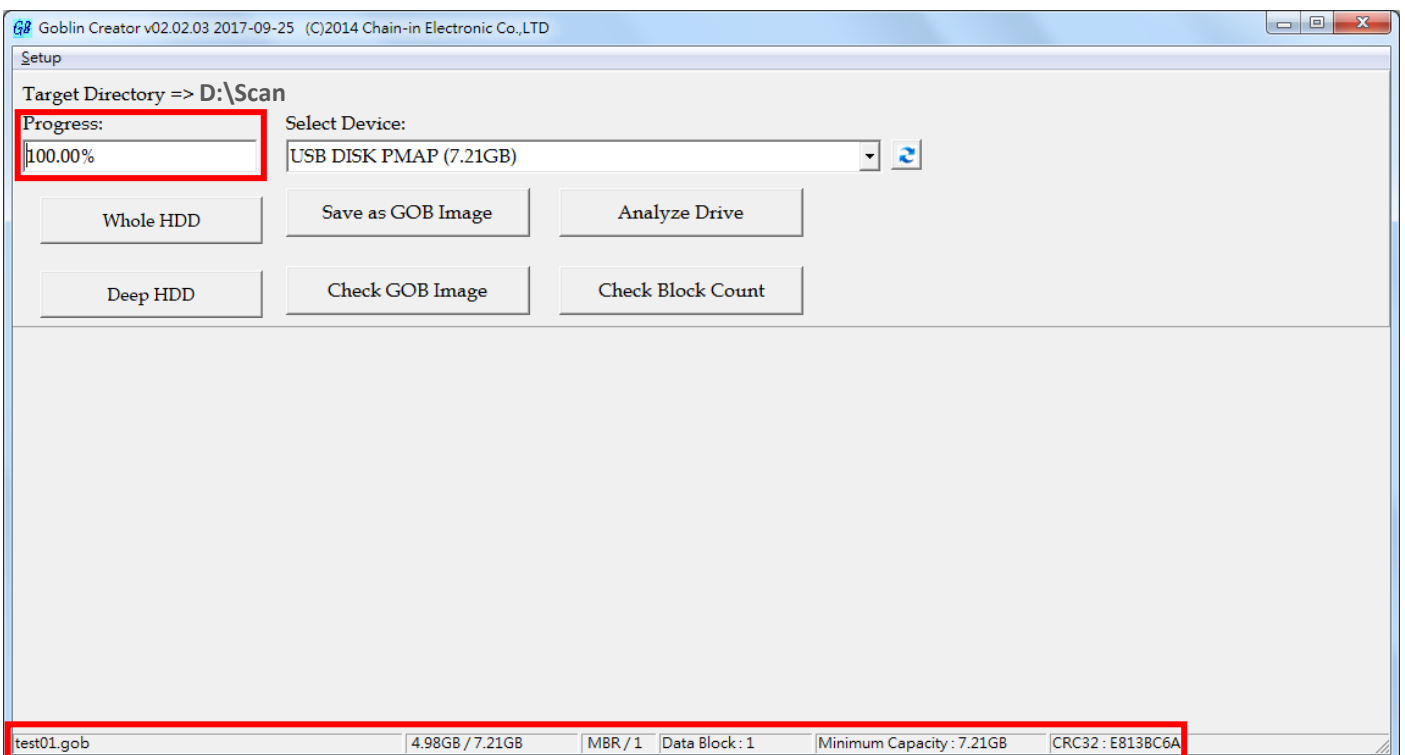 GB Goblin Creator v02.02.03 2017-09-25 (C)2014 Chain-in Electronic Co.,LTD
Setup
Target Directory => D:\Scan
Progress: Select Device:
100.00% USB DISK PMAP (7.21GB)
Whole HDD Save as GOB Image Analyze Drive
Deep HDD Check GOB Image Check Block Count
test01.gob 4.98GB / 7.21GB MBR / 1 Data Block : 1 Minimum Capacity : 7.21GB CRC32 : E813BC6A